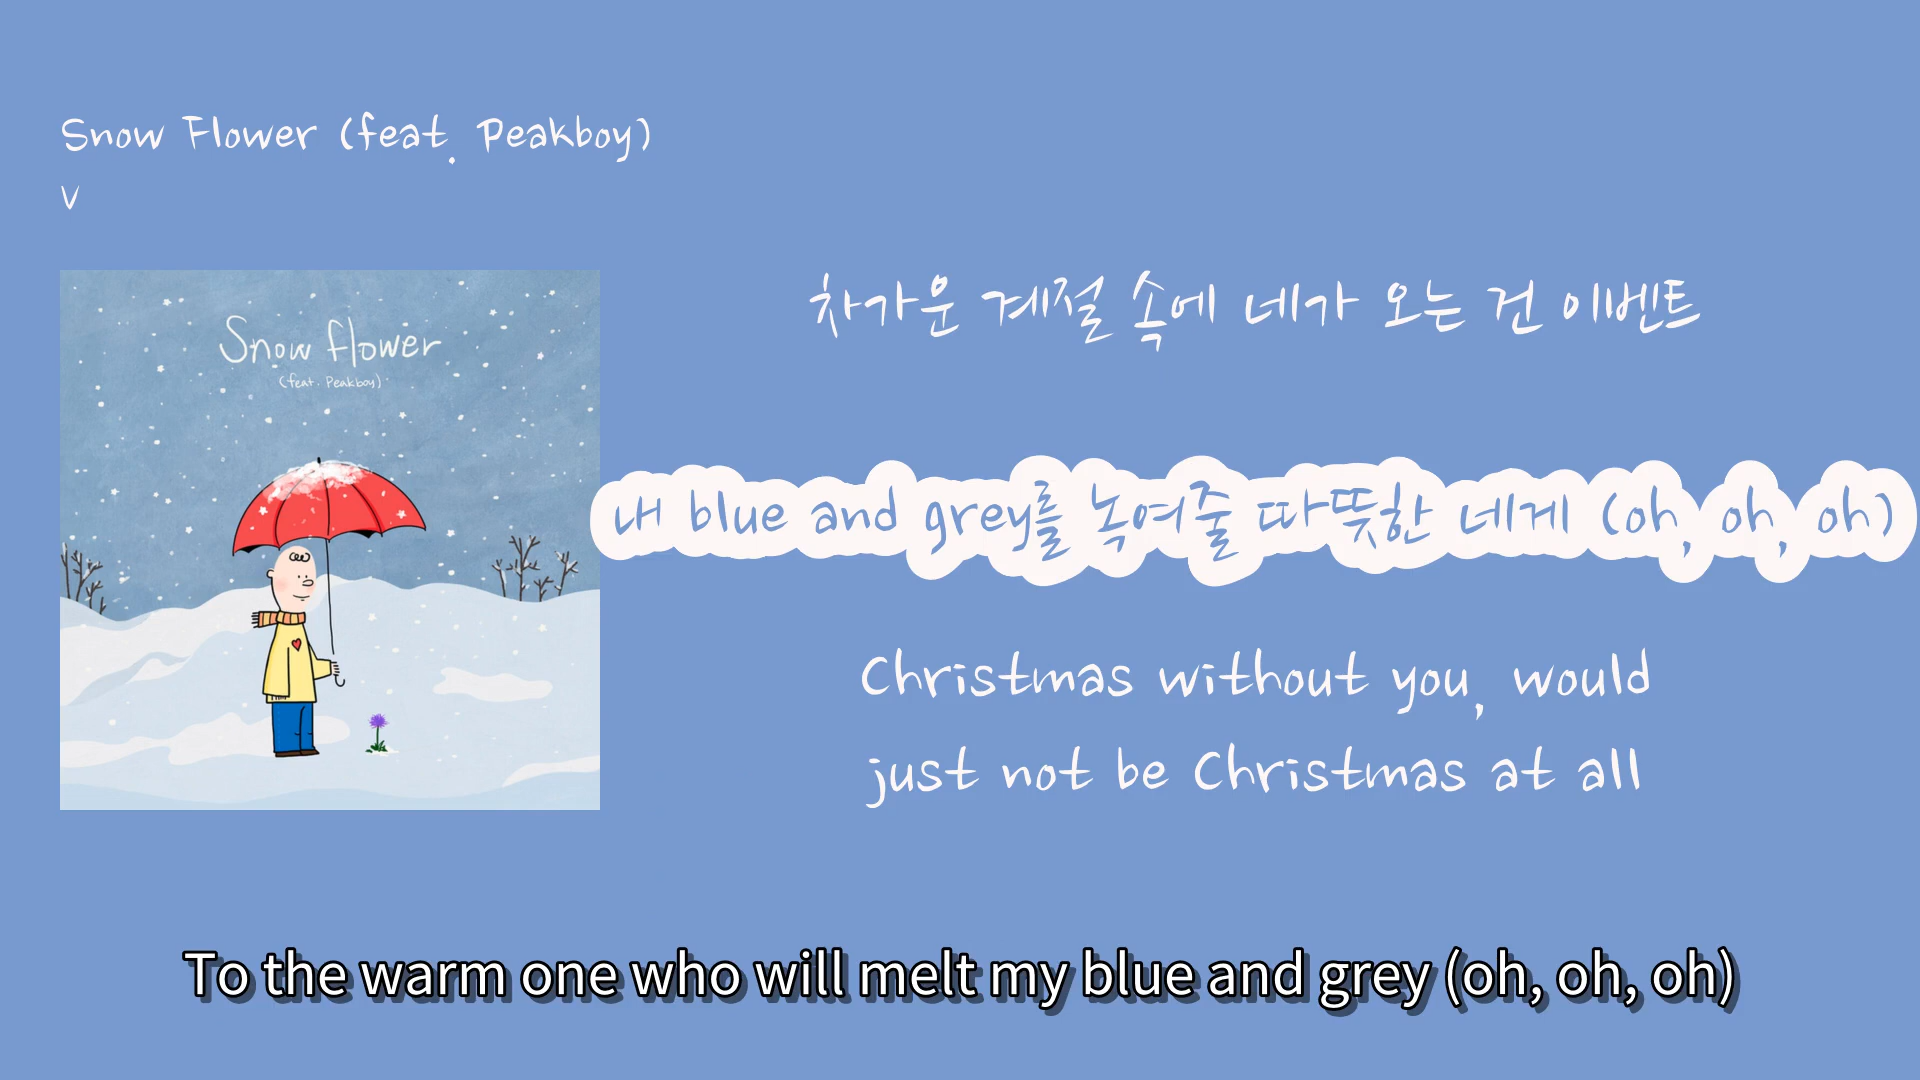 Snow Flower (feat. Peakboy)
V
Snow flower
(feat. Peakboy)
차가운 계절 속에 네가 오는 건 이벤트
내 blue and grey를 녹여줄 따뜻한 네게 (oh, oh, oh)
Christmas without you, would
just not be Christmas at all
To the warm one who will melt my blue and grey (oh, oh, oh)